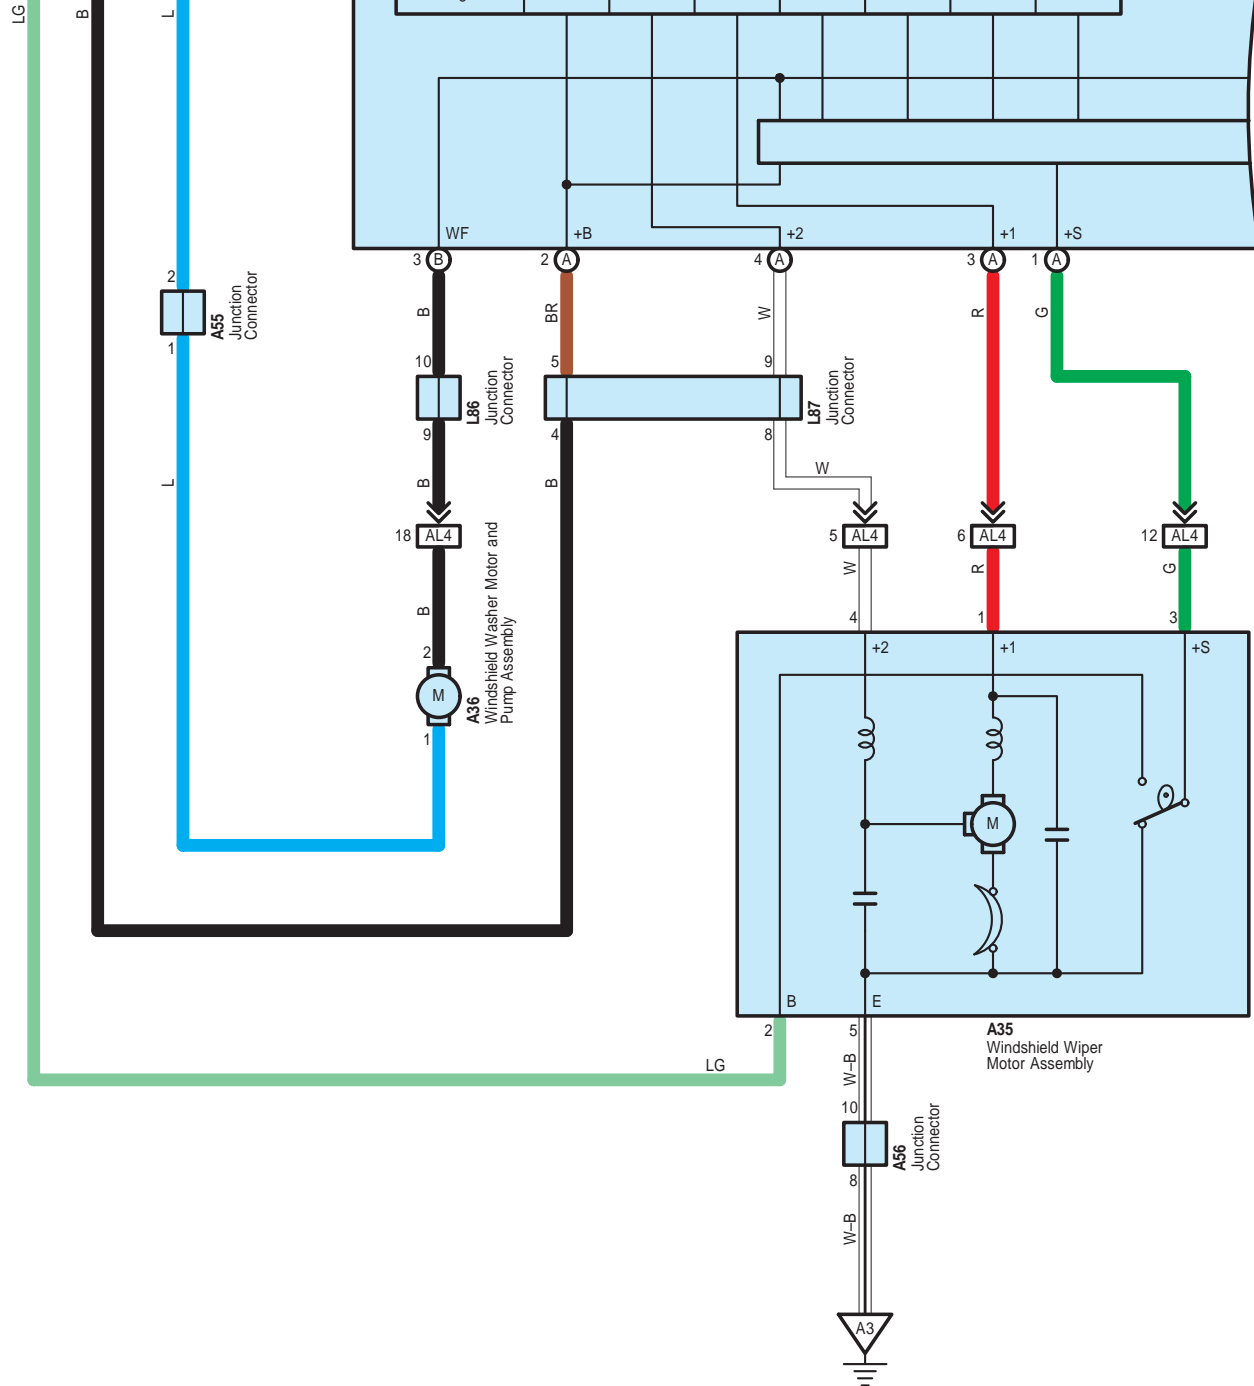 LG
B
L
WF
+B
+2
+1
+S
3
B
2
A
4
A
3
A
1
A
2
A55
Junction
Connector
1
B
BR
W
R
G
10
5
9
L86
Junction
Connector
L87
Junction
Connector
9
4
8
L
B
B
W
18
AL4
5
AL4
6
AL4
12
AL4
W
R
G
B
4
1
3
2
M
A36
Windshield Washer Motor and
Pump Assembly
1
+2
+1
+S
M
B
E
2
5
A35
Windshield Wiper
Motor Assembly
LG
W–B
10
A56
Junction
Connector
8
W–B
A3